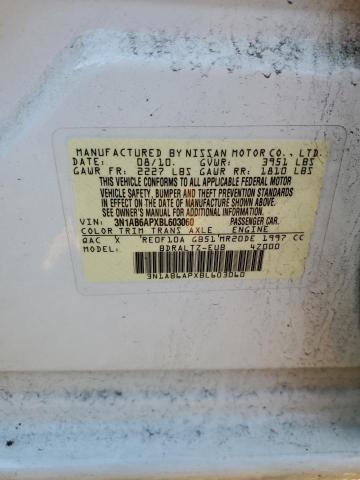 MANUFACTURED BY NISSAN MOTOR CO., LTD.
DATE: 08/10. GVWR: 3951 LBS
GAWR FR: 2227 LBS GAWR RR: 1810 LBS
THIS VEHICLE CONFORMS TO ALL APPLICABLE FEDERAL MOTOR
VEHICLE SAFETY, BUMPER AND THEFT PREVENTION STANDARDS
IN EFFECT ON THE DATE OF MANUFACTURE SHOWN ABOVE.
SEE OWNER'S MANUAL OR ADDITIONAL INFORMATION
VIN: 3N1AB6APXBL603060 PASSENGER CAR.
COLOR TRIM TRANS AXLE ENGINE
QAC X RE0F10A GB51 MR20DE 1997 CC
MODEL: BDRALTZ-EUB 4Z000
3N1AB6APXBL603060